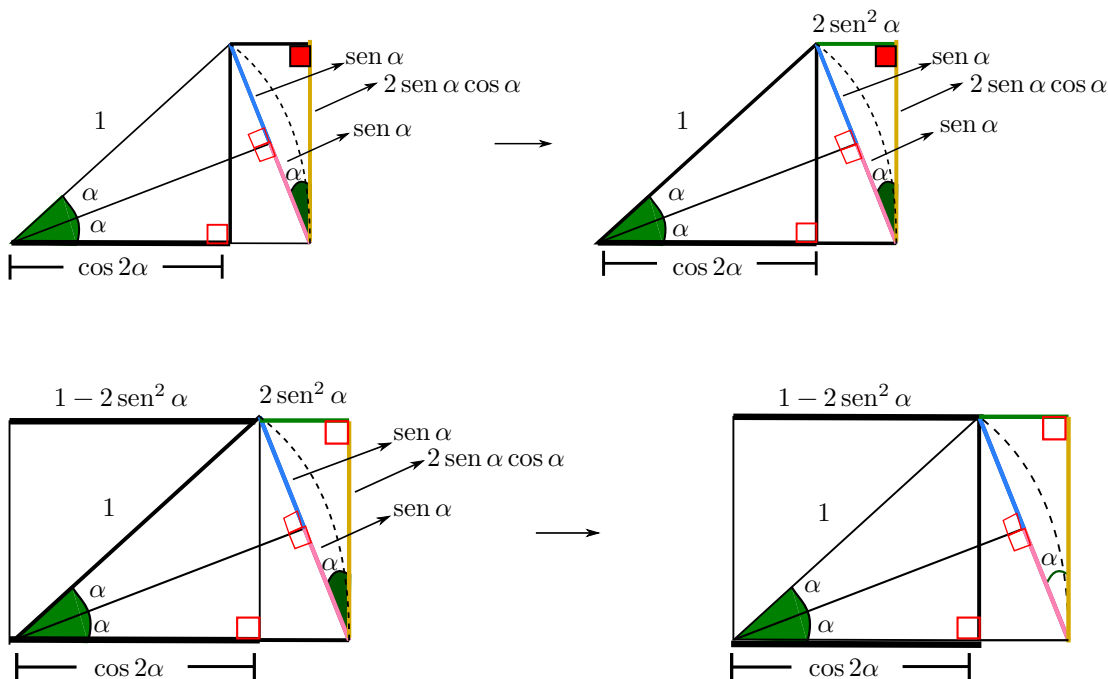 sen α
2 sen α cos α
1
sen α
α
α
α
cos 2α
2 sen² α
sen α
2 sen α cos α
1
sen α
α
α
α
cos 2α
1 − 2 sen² α
2 sen² α
sen α
2 sen α cos α
1
sen α
α
α
α
cos 2α
1 − 2 sen² α
1
α
α
α
cos 2α